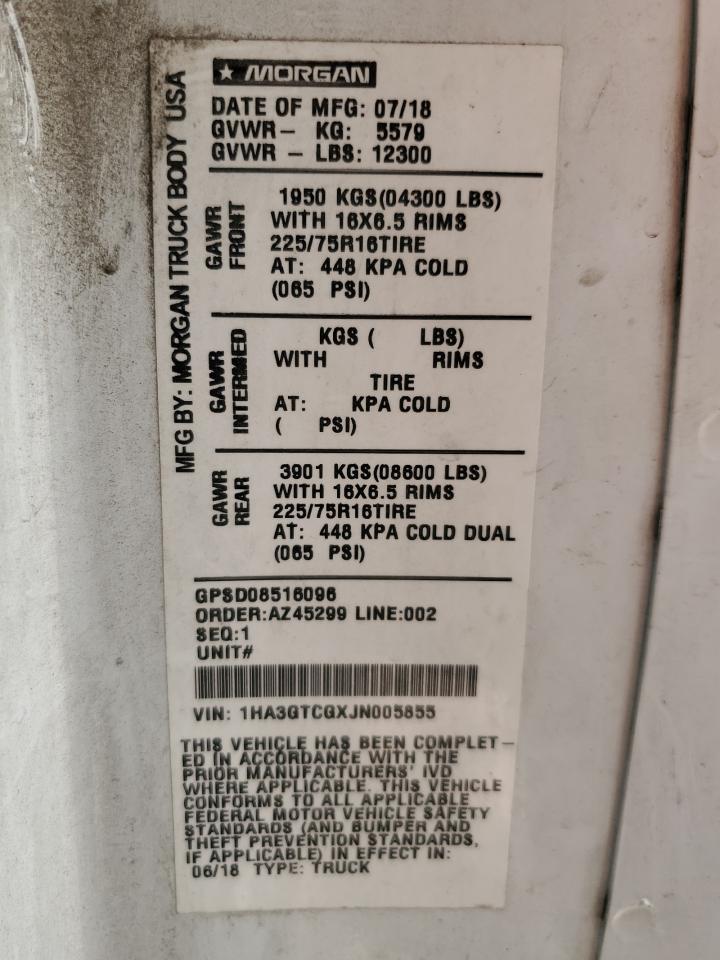 MORGAN
DATE OF MFG: 07/18
GVWR- KG: 5579
GVWR - LBS: 12300
MFG BY: MORGAN TRUCK BODY USA
GAWR FRONT
1950 KGS(04300 LBS)
WITH 16X6.5 RIMS
225/75R16TIRE
AT: 448 KPA COLD
(065 PSI)
GAWR INTERMED
KGS ( LBS)
WITH RIMS
TIRE
AT: KPA COLD
( PSI)
GAWR REAR
3901 KGS(08600 LBS)
WITH 16X6.5 RIMS
225/75R16TIRE
AT: 448 KPA COLD DUAL
(065 PSI)
GPSD08516096
ORDER:AZ45299 LINE:002
SEQ:1
UNIT#
VIN: 1HA3GTCGXJN005855
THIS VEHICLE HAS BEEN COMPLET-
ED IN ACCORDANCE WITH THE
PRIOR MANUFACTURERS' IVD
WHERE APPLICABLE. THIS VEHICLE
CONFORMS TO ALL APPLICABLE
FEDERAL MOTOR VEHICLE SAFETY
STANDARDS (AND BUMPER AND
THEFT PREVENTION STANDARDS,
IF APPLICABLE) IN EFFECT IN:
06/18 TYPE: TRUCK